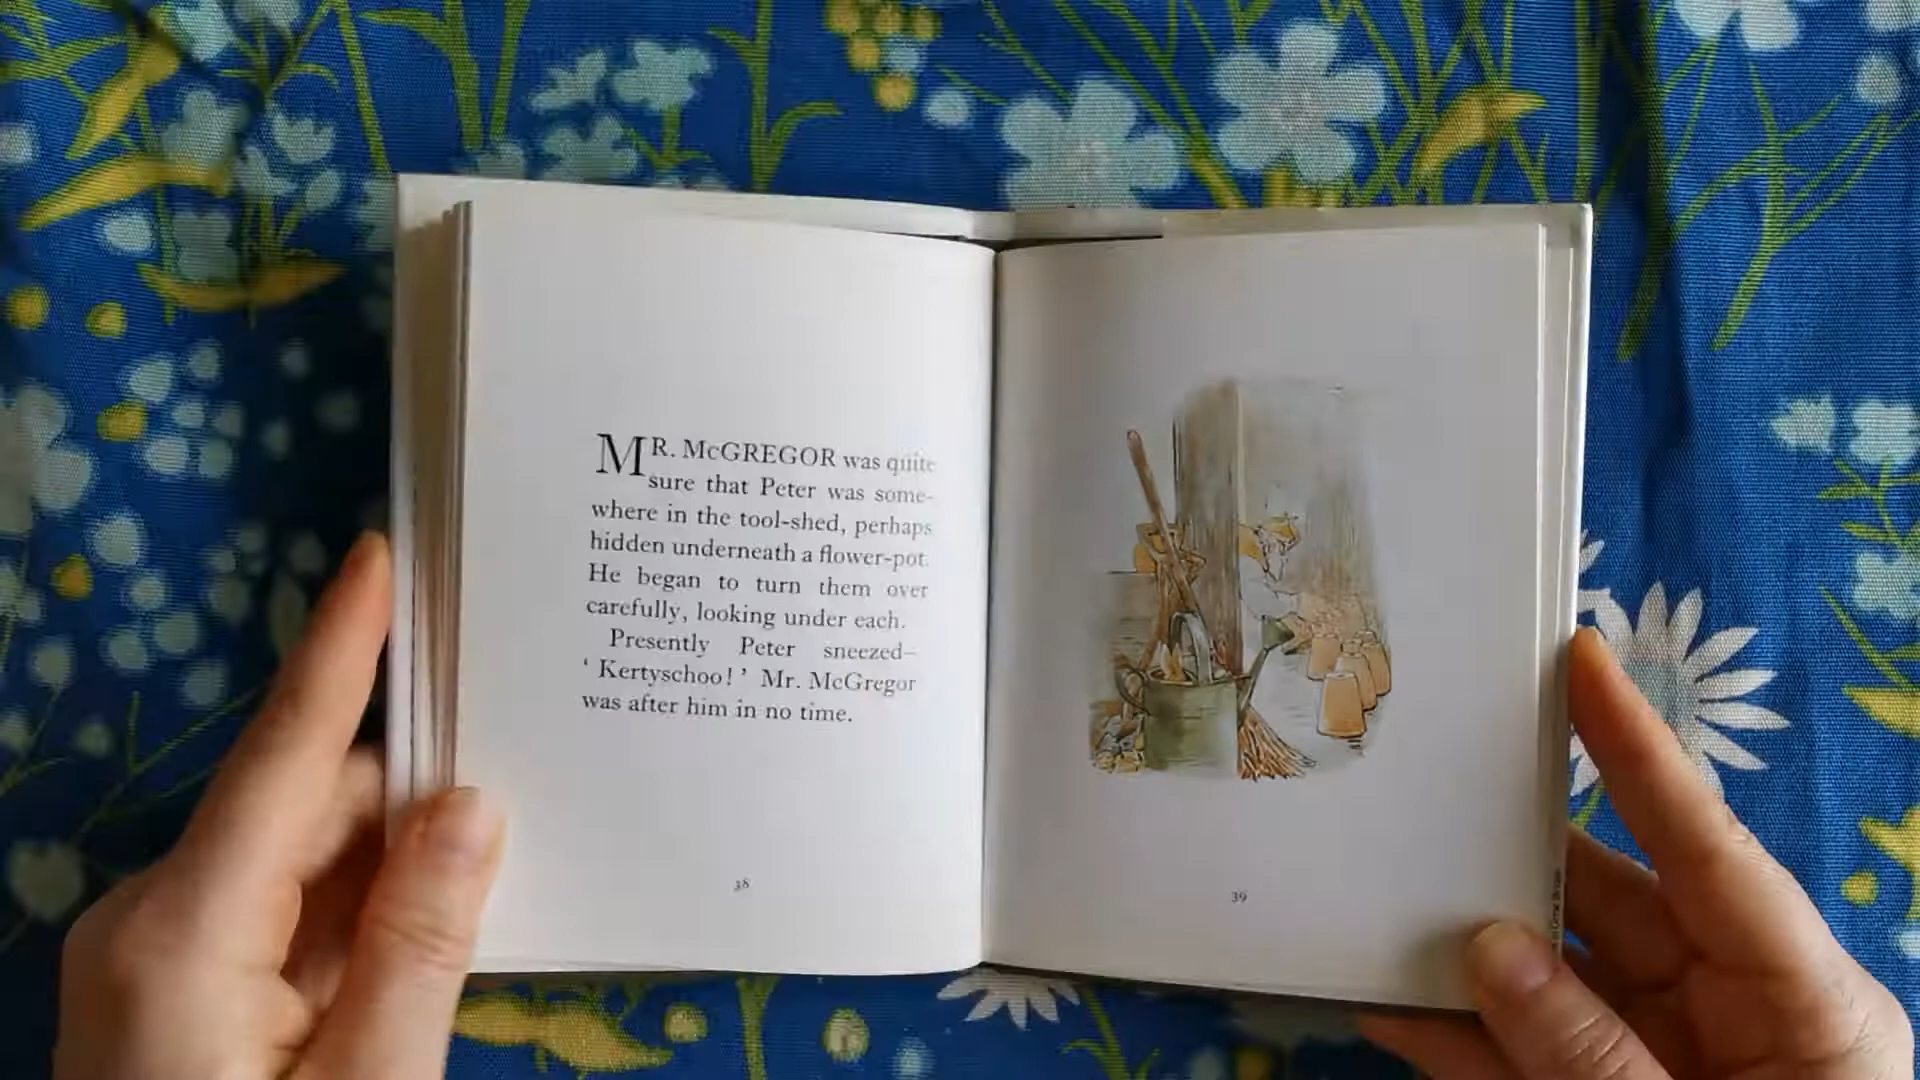 MR. McGREGOR was quite
sure that Peter was some-
where in the tool-shed, perhaps
hidden underneath a flower-pot.
He began to turn them over
carefully, looking under each.
Presently Peter sneezed–
‘ Kertyschoo! ’ Mr. McGregor
was after him in no time.
38
39